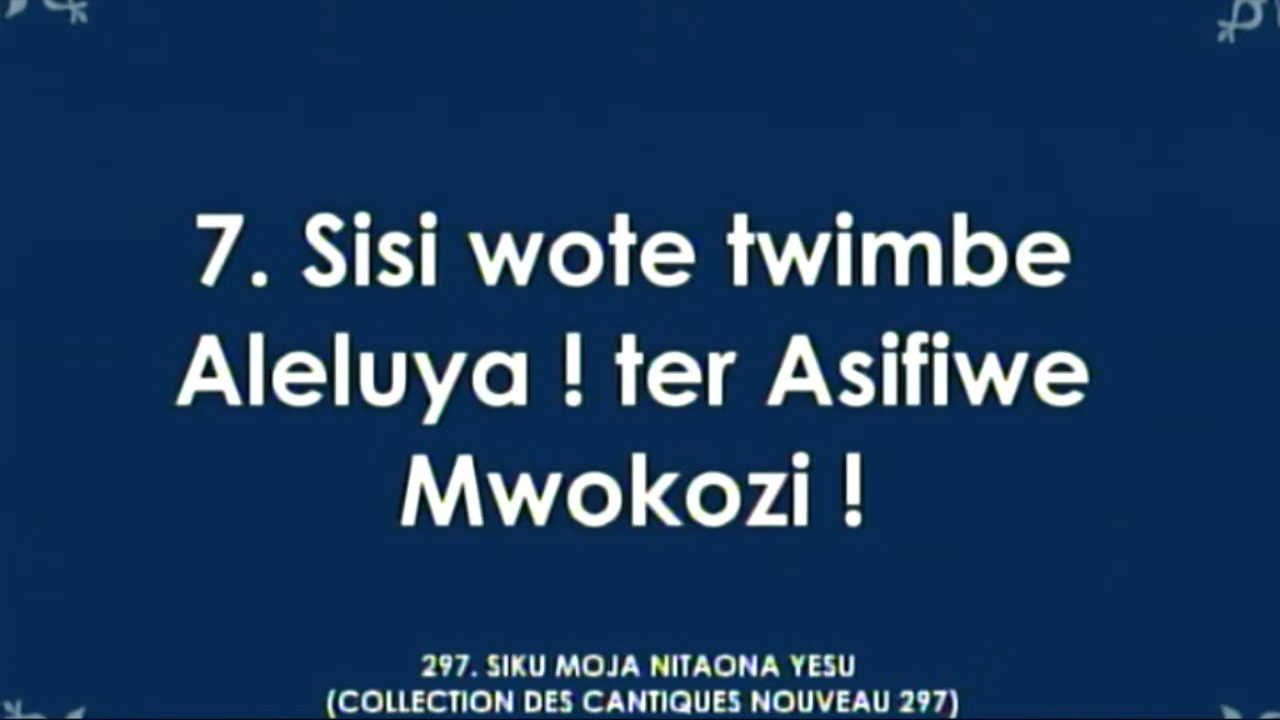 7. Sisi wote twimbe
Aleluya ! ter Asifiwe
Mwokozi !
297. SIKU MOJA NITAONA YESU
(COLLECTION DES CANTIQUES NOUVEAU 297)